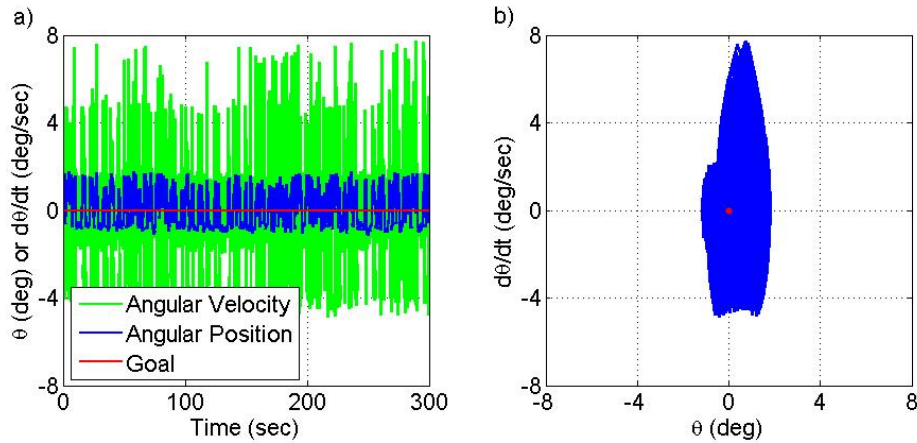 a)
8
4
0
-4
-8
θ (deg) or dθ/dt (deg/sec)
Angular Velocity
Angular Position
Goal
0 100 200 300
Time (sec)
b)
8
4
0
-4
-8
dθ/dt (deg/sec)
-8 -4 0 4 8
θ (deg)